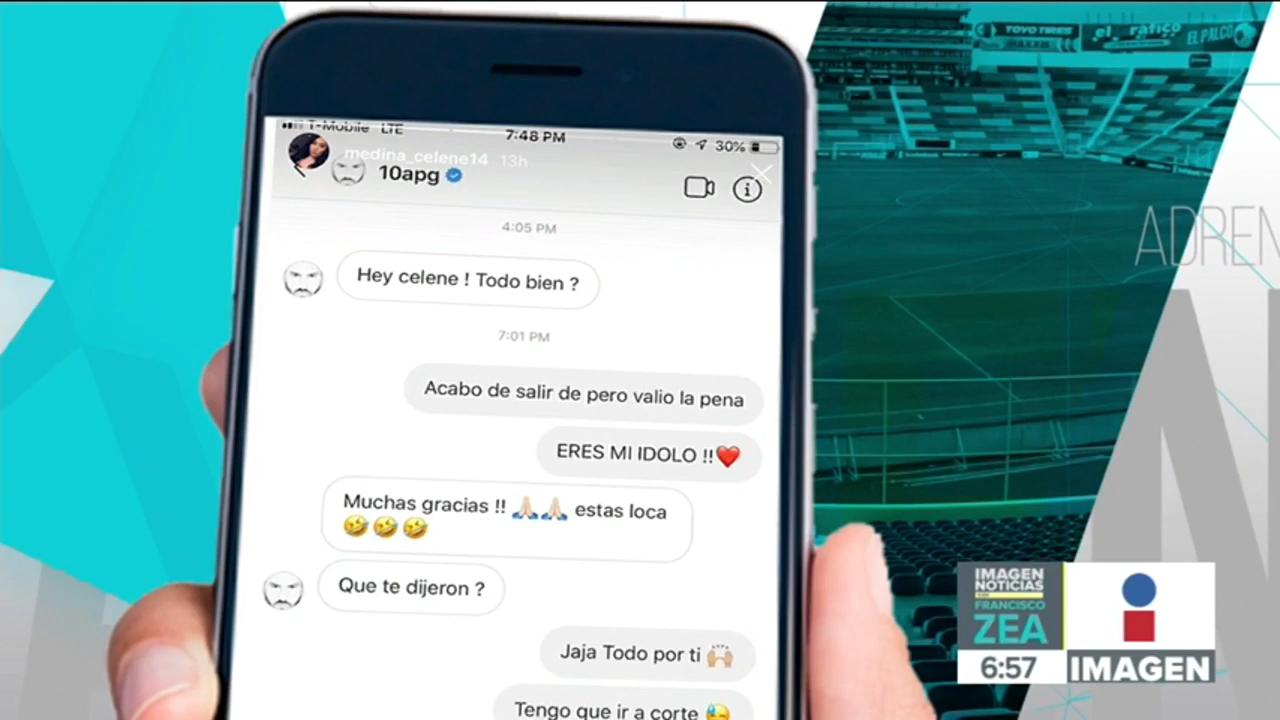 T-Mobile LTE
7:48 PM
30%
medina_celene14 13h
10apg
4:05 PM
Hey celene ! Todo bien ?
7:01 PM
Acabo de salir de pero valio la pena
ERES MI IDOLO !!❤️
Muchas gracias !! 🙏🏻🙏🏻 estas loca
🤣🤣🤣
Que te dijeron ?
Jaja Todo por ti 🙌🏼
Tengo que ir a corte 😓
TOYO TIRES
MAXXIS
el gráfico
EL PALCO
ADREN
IMAGEN
NOTICIAS
FRANCISCO
ZEA
6:57
IMAGEN